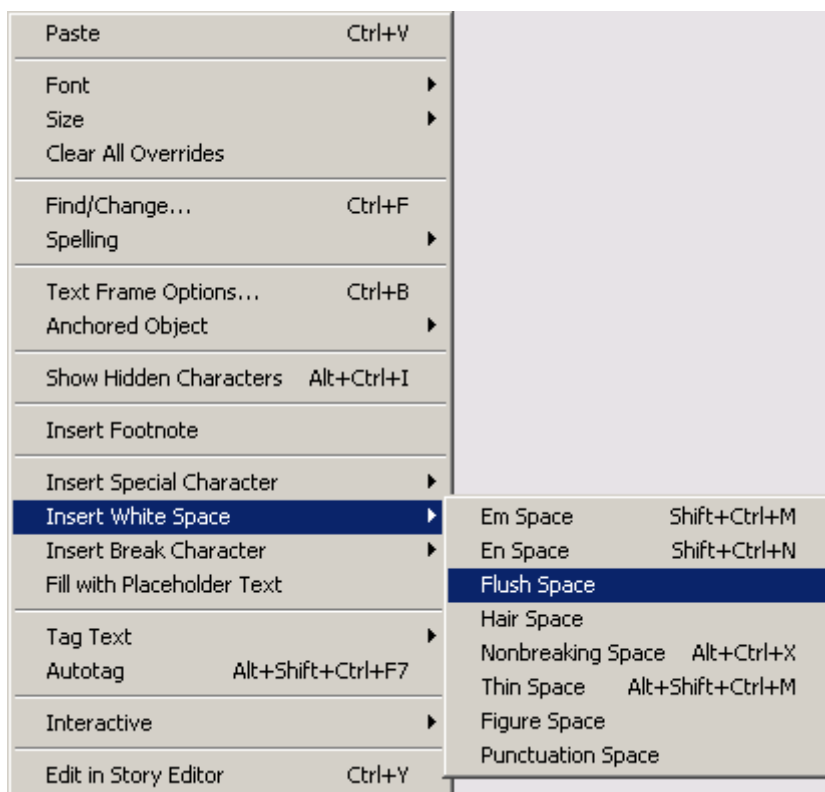 Paste Ctrl+V
Font
Size
Clear All Overrides
Find/Change... Ctrl+F
Spelling
Text Frame Options... Ctrl+B
Anchored Object
Show Hidden Characters Alt+Ctrl+I
Insert Footnote
Insert Special Character
Insert White Space
Insert Break Character
Fill with Placeholder Text
Tag Text
Autotag Alt+Shift+Ctrl+F7
Interactive
Edit in Story Editor Ctrl+Y
Em Space Shift+Ctrl+M
En Space Shift+Ctrl+N
Flush Space
Hair Space
Nonbreaking Space Alt+Ctrl+X
Thin Space Alt+Shift+Ctrl+M
Figure Space
Punctuation Space